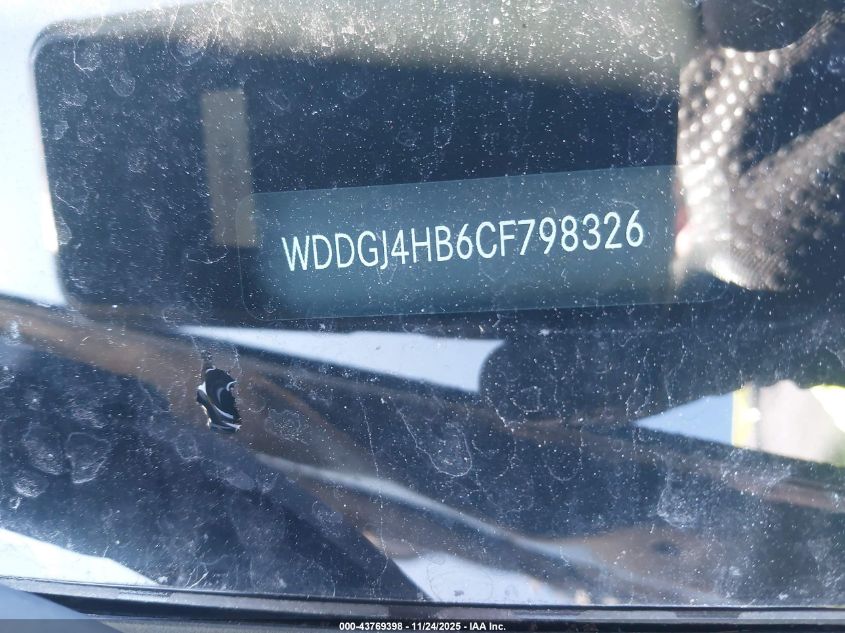 WDDGJ4HB6CF798326
000-43769398 - 11/24/2025 - IAA Inc.